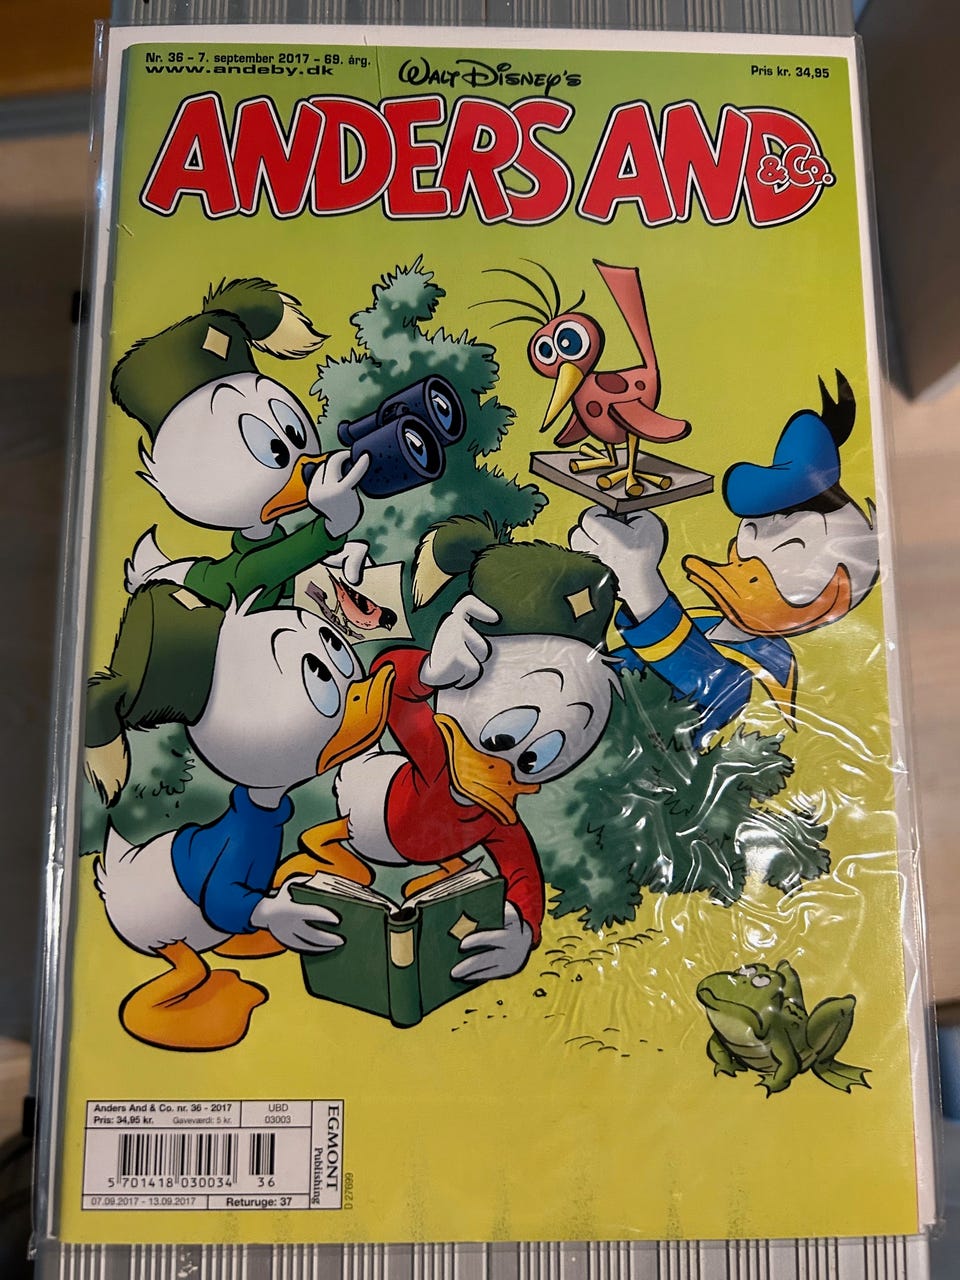 Nr. 36 - 7. september 2017 - 69. årg.
www.andeby.dk
WALT DISNEY'S
Pris kr. 34,95
ANDERS AND
& Co.
Anders And & Co. nr. 36 - 2017
Pris: 34,95 kr. Gaveværdi: 5 kr.
UBD
03003
5 701418 030034 36
07.09.2017 - 13.09.2017 Returuge: 37
EGMONT
Publishing
D 27699